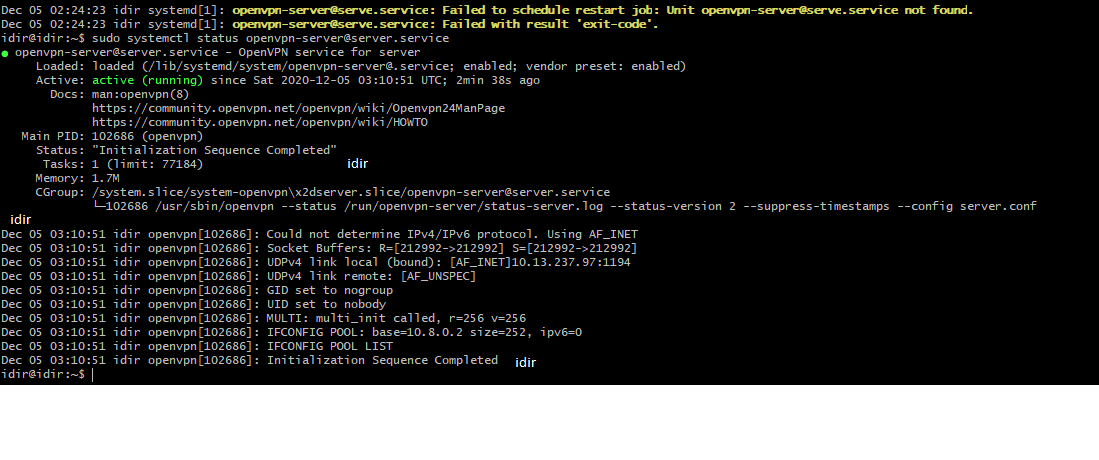 Dec 05 02:24:23 idir systemd[1]: openvpn-server@serve.service: Failed to schedule restart job: Unit openvpn-server@serve.service not found.
Dec 05 02:24:23 idir systemd[1]: openvpn-server@serve.service: Failed with result 'exit-code'.
idir@idir:~$ sudo systemctl status openvpn-server@server.service
● openvpn-server@server.service - OpenVPN service for server
Loaded: loaded (/lib/systemd/system/openvpn-server@.service; enabled; vendor preset: enabled)
Active: active (running) since Sat 2020-12-05 03:10:51 UTC; 2min 38s ago
Docs: man:openvpn(8)
https://community.openvpn.net/openvpn/wiki/Openvpn24ManPage
https://community.openvpn.net/openvpn/wiki/HOWTO
Main PID: 102686 (openvpn)
Status: "Initialization Sequence Completed"
Tasks: 1 (limit: 77184) idir
Memory: 1.7M
CGroup: /system.slice/system-openvpn\x2dserver.slice/openvpn-server@server.service
└─102686 /usr/sbin/openvpn --status /run/openvpn-server/status-server.log --status-version 2 --suppress-timestamps --config server.conf
idir
Dec 05 03:10:51 idir openvpn[102686]: Could not determine IPv4/IPv6 protocol. Using AF_INET
Dec 05 03:10:51 idir openvpn[102686]: Socket Buffers: R=[212992->212992] S=[212992->212992]
Dec 05 03:10:51 idir openvpn[102686]: UDPv4 link local (bound): [AF_INET]10.13.237.97:1194
Dec 05 03:10:51 idir openvpn[102686]: UDPv4 link remote: [AF_UNSPEC]
Dec 05 03:10:51 idir openvpn[102686]: GID set to nogroup
Dec 05 03:10:51 idir openvpn[102686]: UID set to nobody
Dec 05 03:10:51 idir openvpn[102686]: MULTI: multi_init called, r=256 v=256
Dec 05 03:10:51 idir openvpn[102686]: IFCONFIG POOL: base=10.8.0.2 size=252, ipv6=0
Dec 05 03:10:51 idir openvpn[102686]: IFCONFIG POOL LIST
Dec 05 03:10:51 idir openvpn[102686]: Initialization Sequence Completed idir
idir@idir:~$